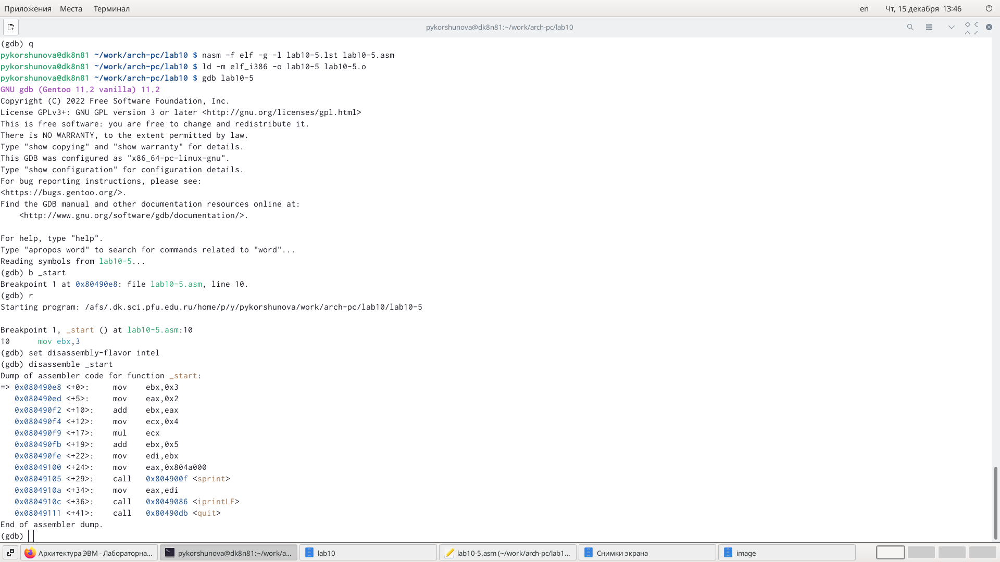 Приложения Места Терминал en Чт, 15 декабря 13:46
pykorshunova@dk8n81:~/work/arch-pc/lab10
(gdb) q
pykorshunova@dk8n81 ~/work/arch-pc/lab10 $ nasm -f elf -g -l lab10-5.lst lab10-5.asm
pykorshunova@dk8n81 ~/work/arch-pc/lab10 $ ld -m elf_i386 -o lab10-5 lab10-5.o
pykorshunova@dk8n81 ~/work/arch-pc/lab10 $ gdb lab10-5
GNU gdb (Gentoo 11.2 vanilla) 11.2
Copyright (C) 2022 Free Software Foundation, Inc.
License GPLv3+: GNU GPL version 3 or later <http://gnu.org/licenses/gpl.html>
This is free software: you are free to change and redistribute it.
There is NO WARRANTY, to the extent permitted by law.
Type "show copying" and "show warranty" for details.
This GDB was configured as "x86_64-pc-linux-gnu".
Type "show configuration" for configuration details.
For bug reporting instructions, please see:
<https://bugs.gentoo.org/>.
Find the GDB manual and other documentation resources online at:
    <http://www.gnu.org/software/gdb/documentation/>.

For help, type "help".
Type "apropos word" to search for commands related to "word"...
Reading symbols from lab10-5...
(gdb) b _start
Breakpoint 1 at 0x80490e8: file lab10-5.asm, line 10.
(gdb) r
Starting program: /afs/.dk.sci.pfu.edu.ru/home/p/y/pykorshunova/work/arch-pc/lab10/lab10-5

Breakpoint 1, _start () at lab10-5.asm:10
10      mov ebx,3
(gdb) set disassembly-flavor intel
(gdb) disassemble _start
Dump of assembler code for function _start:
=> 0x080490e8 <+0>:     mov    ebx,0x3
   0x080490ed <+5>:     mov    eax,0x2
   0x080490f2 <+10>:    add    ebx,eax
   0x080490f4 <+12>:    mov    ecx,0x4
   0x080490f9 <+17>:    mul    ecx
   0x080490fb <+19>:    add    ebx,0x5
   0x080490fe <+22>:    mov    edi,ebx
   0x08049100 <+24>:    mov    eax,0x804a000
   0x08049105 <+29>:    call   0x804900f <sprint>
   0x0804910a <+34>:    mov    eax,edi
   0x0804910c <+36>:    call   0x8049086 <iprintLF>
   0x08049111 <+41>:    call   0x80490db <quit>
End of assembler dump.
(gdb)
Архитектура ЭВМ - Лабораторна... pykorshunova@dk8n81:~/work/a... lab10 lab10-5.asm (~/work/arch-pc/lab1... Снимки экрана image